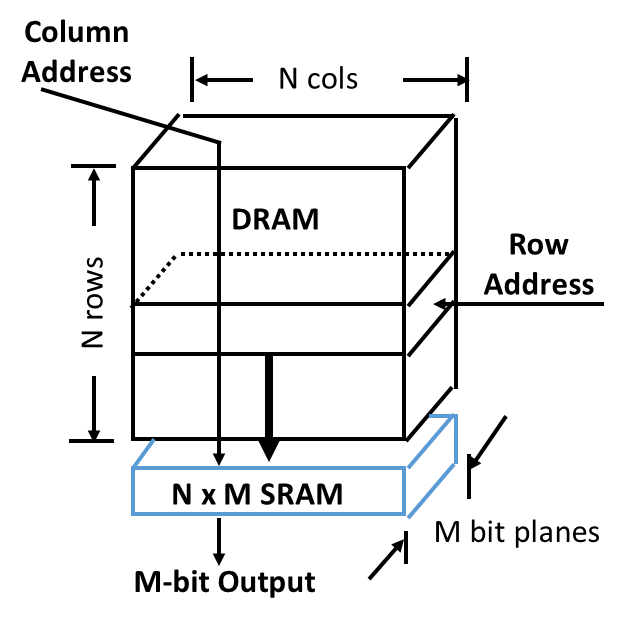 Column
Address
N cols
DRAM
Row
Address
N rows
N x M SRAM
M bit planes
M-bit Output